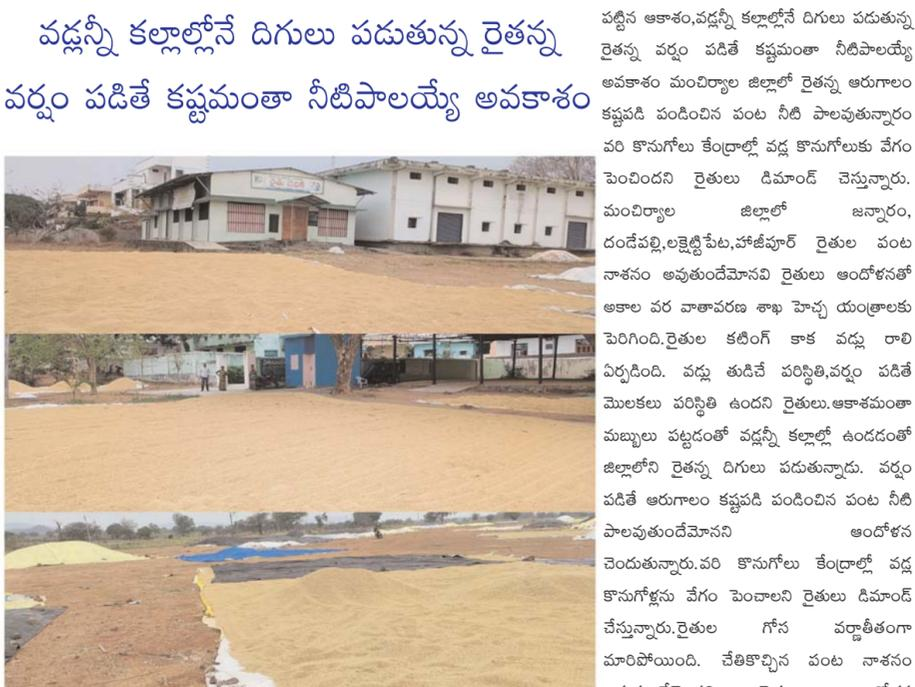 వడ్లన్నీ కల్లాల్లోనే దిగులు పడుతున్న రైతన్న
వర్షం పడితే కష్టమంతా నీటిపాలయ్యే అవకాశం
పట్టిన ఆకాశం,వడ్లన్నీ కల్లాల్లోనే దిగులు పడుతున్న
రైతన్న వర్షం పడితే కష్టమంతా నీటిపాలయ్యే
అవకాశం మంచిర్యాల జిల్లాలో రైతన్న ఆరుగాలం
కష్టపడి పండించిన పంట నీటి పాలవుతున్నారం
వరి కొనుగోలు కేంద్రాల్లో వడ్ల కొనుగోలుకు వేగం
పెంచిందని రైతులు డిమాండ్ చెస్తున్నారు.
మంచిర్యాల జిల్లాలో జన్నారం,
దండేపల్లి,లక్షెట్టిపేట,హాజీపూర్ రైతుల పంట
నాశనం అవుతుందేమోనవి రైతులు ఆందోళనతో
అకాల వర వాతావరణ శాఖ హెచ్చ యంత్రాలకు
పెరిగింది.రైతుల కటింగ్ కాక వడ్లు రాలి
ఏర్పడింది. వడ్లు తుడిచే పరిస్థితి,వర్షం పడితే
మొలకలు పరిస్థితి ఉందని రైతులు.ఆకాశమంతా
మబ్బులు పట్టడంతో వడ్లన్నీ కల్లాల్లో ఉండడంతో
జిల్లాలోని రైతన్న దిగులు పడుతున్నాడు. వర్షం
పడితే ఆరుగాలం కష్టపడి పండించిన పంట నీటి
పాలవుతుందేమోనని ఆందోళన
చెందుతున్నారు.వరి కొనుగోలు కేంద్రాల్లో వడ్ల
కొనుగోళ్లను వేగం పెంచాలని రైతులు డిమాండ్
చేస్తున్నారు.రైతుల గోస వర్ణాతీతంగా
మారిపోయింది. చేతికొచ్చిన పంట నాశనం